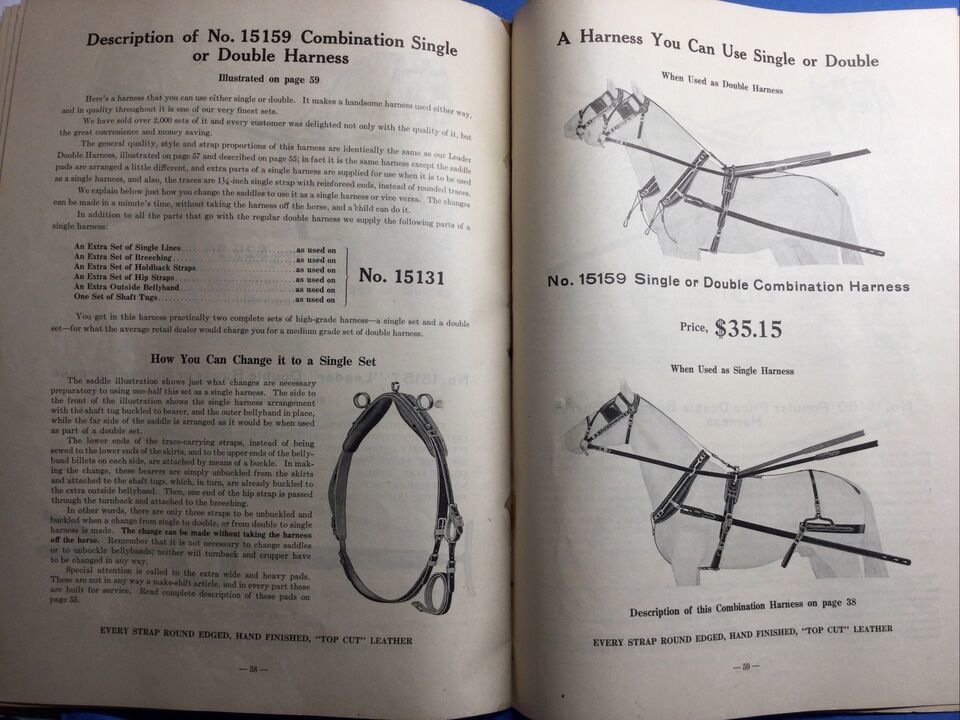 Description of No. 15159 Combination Single
or Double Harness
Illustrated on page 59
Here's a harness that you can use either single or double. It makes a handsome harness used either way,
and in quality throughout it is one of our very finest sets.
We have sold over 2,000 sets of it and every customer was delighted not only with the quality of it, but
the great convenience and money saving.
The general quality, style and strap proportions of this harness are identically the same as our Leader
Double Harness, illustrated on page 57 and described on page 55; in fact it is the same harness except the saddle
pads are arranged a little different, and extra parts of a single harness are supplied for use when it is to be used
as a single harness, and also, the traces are 1¼-inch single strap with reinforced ends, instead of rounded traces.
We explain below just how you change the saddles to use it as a single harness or vice versa. The changes
can be made in a minute's time, without taking the harness off the horse, and a child can do it.
In addition to all the parts that go with the regular double harness we supply the following parts of a
single harness:
An Extra Set of Single Lines........................as used on
An Extra Set of Breeching..........................as used on
An Extra Set of Holdback Straps....................as used on
An Extra Set of Hip Straps.........................as used on
An Extra Outside Bellyband.........................as used on
One Set of Shaft Tugs..............................as used on
No. 15131
You get in this harness practically two complete sets of high-grade harness—a single set and a double
set—for what the average retail dealer would charge you for a medium grade set of double harness.
How You Can Change it to a Single Set
The saddle illustration shows just what changes are necessary
preparatory to using one-half this set as a single harness. The side to
the front of the illustration shows the single harness arrangement
with the shaft tug buckled to bearer, and the outer bellyband in place,
while the far side of the saddle is arranged as it would be when used
as part of a double set.
The lower ends of the trace-carrying straps, instead of being
sewed to the lower ends of the skirts, and to the upper ends of the belly-
band billets on each side, are attached by means of a buckle. In mak-
ing the change, these bearers are simply unbuckled from the skirts
and attached to the shaft tugs, which, in turn, are already buckled to
the extra outside bellyband. Then, one end of the hip strap is passed
through the turnback and attached to the breeching.
In other words, there are only three straps to be unbuckled and
buckled when a change from single to double, or from double to single
harness is made. The change can be made without taking the harness
off the horse. Remember that it is not necessary to change saddles
or to unbuckle bellybands; neither will turnback and crupper have
to be changed in any way.
Special attention is called to the extra wide and heavy pads.
These are not in any way a make-shift article, and in every part these
are built for service. Read complete description of these pads on
page 55.
EVERY STRAP ROUND EDGED, HAND FINISHED, "TOP CUT" LEATHER
— 58 —
A Harness You Can Use Single or Double
When Used as Double Harness
No. 15159 Single or Double Combination Harness
Price, $35.15
When Used as Single Harness
Description of this Combination Harness on page 38
EVERY STRAP ROUND EDGED, HAND FINISHED, "TOP CUT" LEATHER
— 59 —